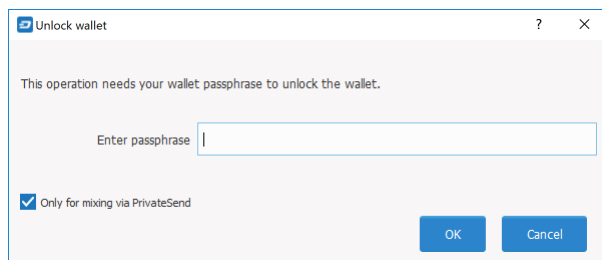 Unlock wallet ?
This operation needs your wallet passphrase to unlock the wallet.
Enter passphrase
Only for mixing via PrivateSend
OK Cancel